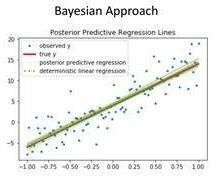 Bayesian Approach
Posterior Predictive Regression Lines
observed y
true y
posterior predictive regression
deterministic linear regression
20
15
10
5
0
-5
-1.00 -0.75 -0.50 -0.25 0.00 0.25 0.50 0.75 1.00